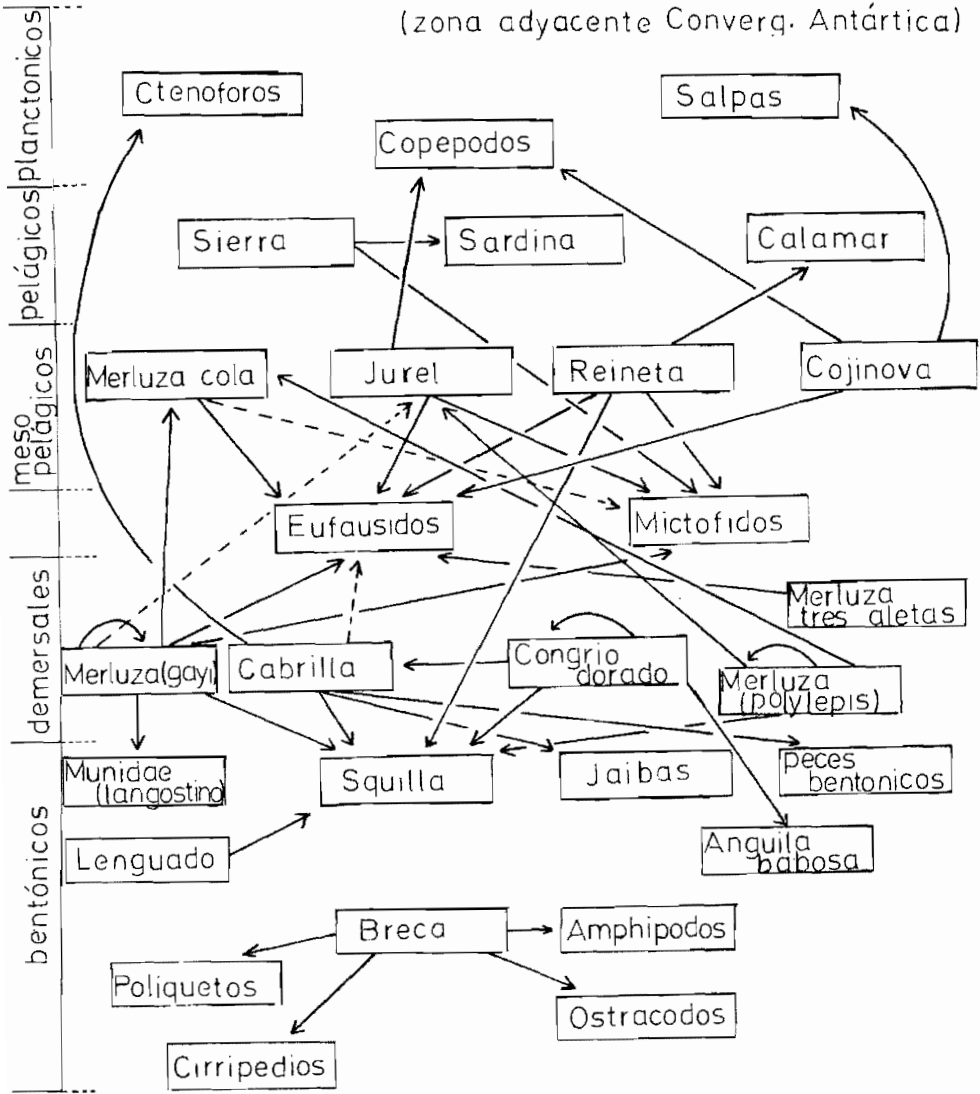 (zona adyacente Converg. Antártica)
planctonicos
Ctenoforos
Salpas
Copepodos
pelágicos
Sierra
Sardina
Calamar
meso
pelágicos
Merluza cola
Jurel
Reineta
Cojinova
Eufausidos
Mictofidos
demersales
Merluza
tres aletas
Merluza(gayi)
Cabrilla
Congrio
dorado
Merluza
(polylepis)
bentónicos
Munidae
(langostino)
Squilla
Jaibas
peces
bentonicos
Lenguado
Anguila
babosa
Breca
Amphipodos
Poliquetos
Ostracodos
Cirripedios